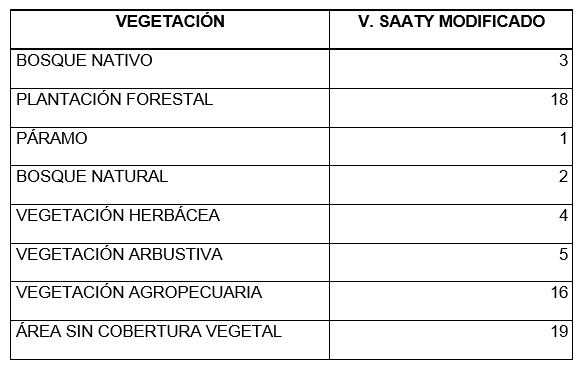 VEGETACIÓN V. SAATY MODIFICADO
BOSQUE NATIVO 3
PLANTACIÓN FORESTAL 18
PÁRAMO 1
BOSQUE NATURAL 2
VEGETACIÓN HERBÁCEA 4
VEGETACIÓN ARBUSTIVA 5
VEGETACIÓN AGROPECUARIA 16
ÁREA SIN COBERTURA VEGETAL 19